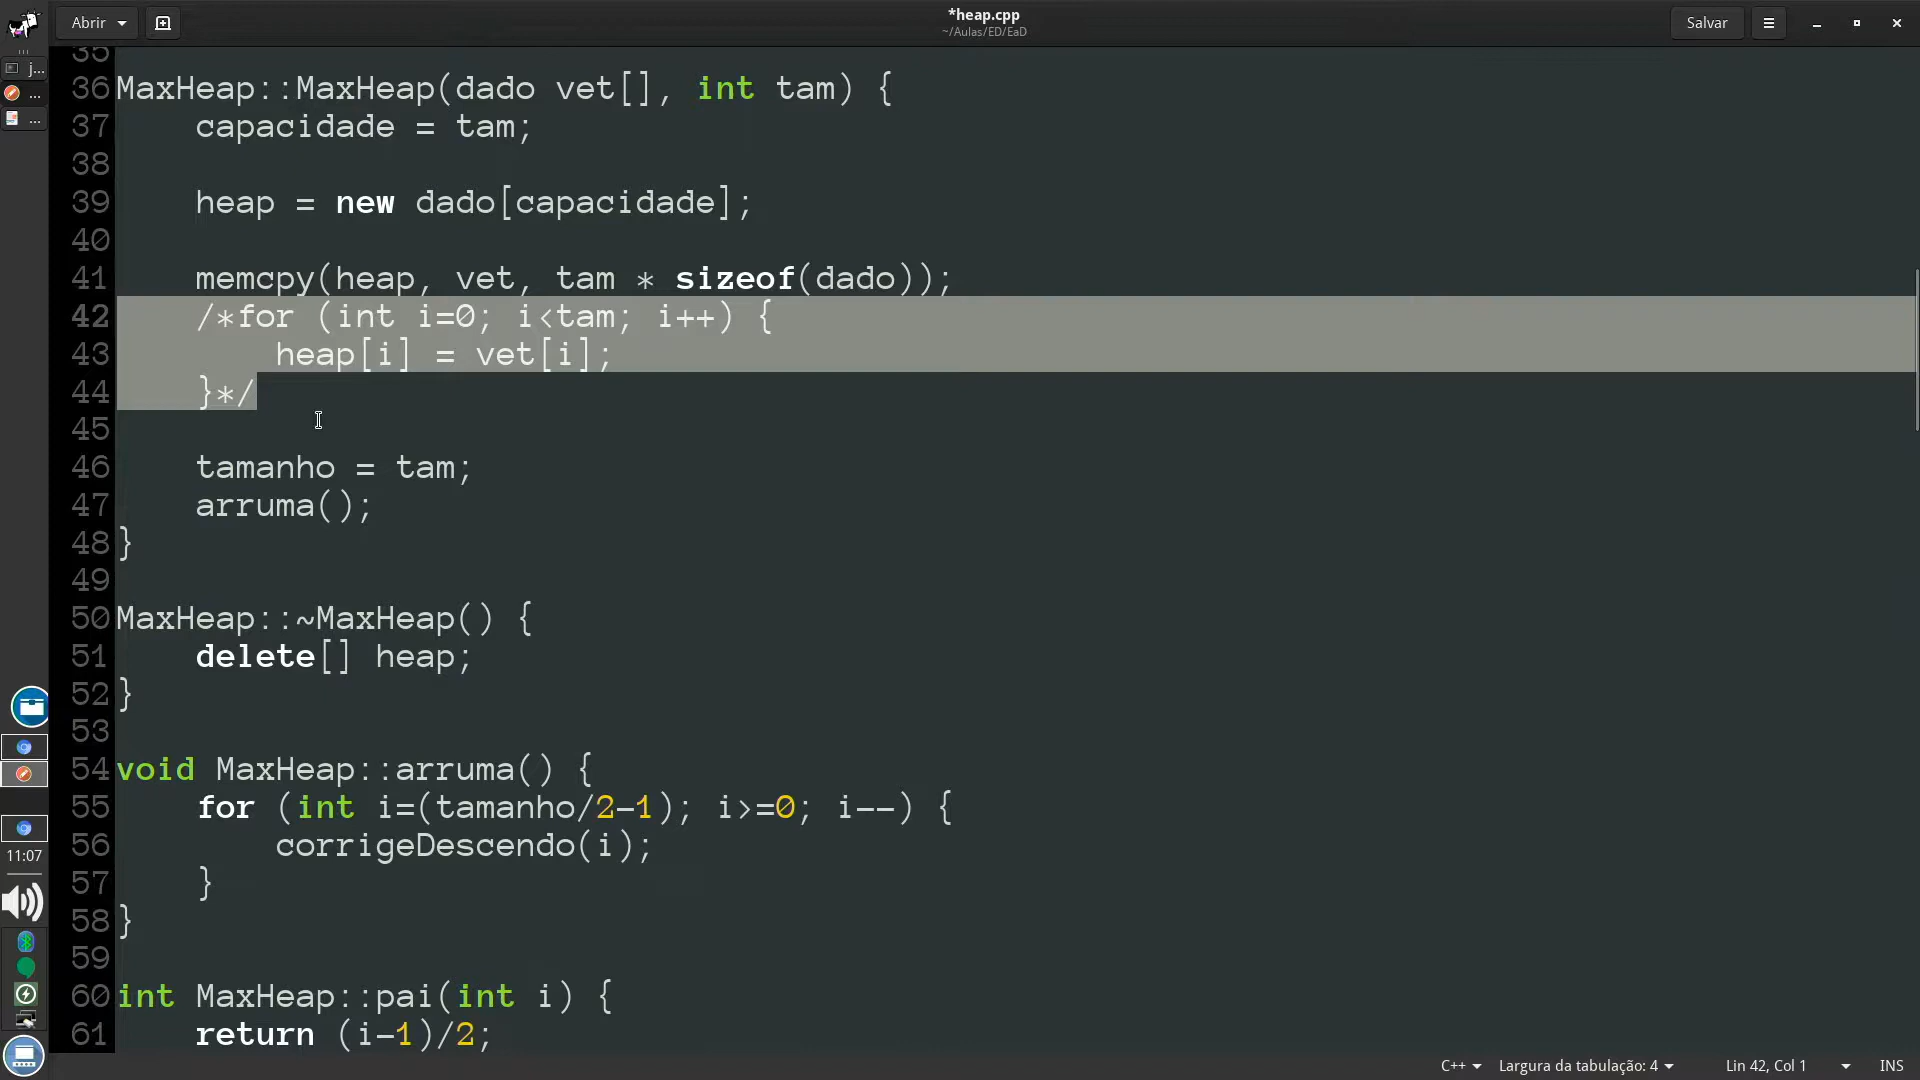 Abrir
*heap.cpp
~/Aulas/ED/EaD
Salvar
j...
...
...
35
36 MaxHeap::MaxHeap(dado vet[], int tam) {
37     capacidade = tam;
38
39     heap = new dado[capacidade];
40
41     memcpy(heap, vet, tam * sizeof(dado));
42     /*for (int i=0; i<tam; i++) {
43         heap[i] = vet[i];
44     }*/
45
46     tamanho = tam;
47     arruma();
48 }
49
50 MaxHeap::~MaxHeap() {
51     delete[] heap;
52 }
53
54 void MaxHeap::arruma() {
55     for (int i=(tamanho/2-1); i>=0; i--) {
56         corrigeDescendo(i);
57     }
58 }
59
60 int MaxHeap::pai(int i) {
61     return (i-1)/2;
11:07
C++ Largura da tabulação: 4 Lin 42, Col 1 INS